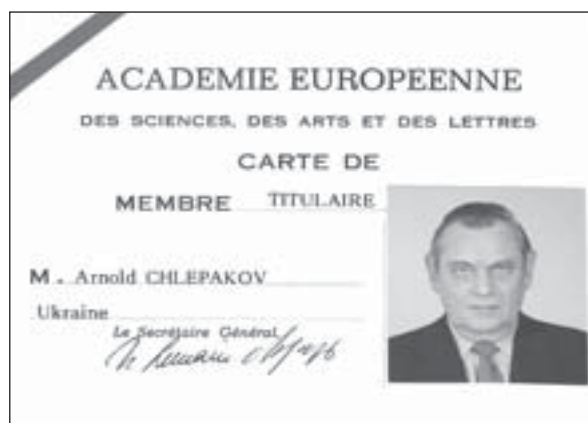 ACADEMIE EUROPEENNE
DES SCIENCES, DES ARTS ET DES LETTRES
CARTE DE
MEMBRE TITULAIRE
M. Arnold CHLEPAKOV
Ukraine
Le Secrétaire Général